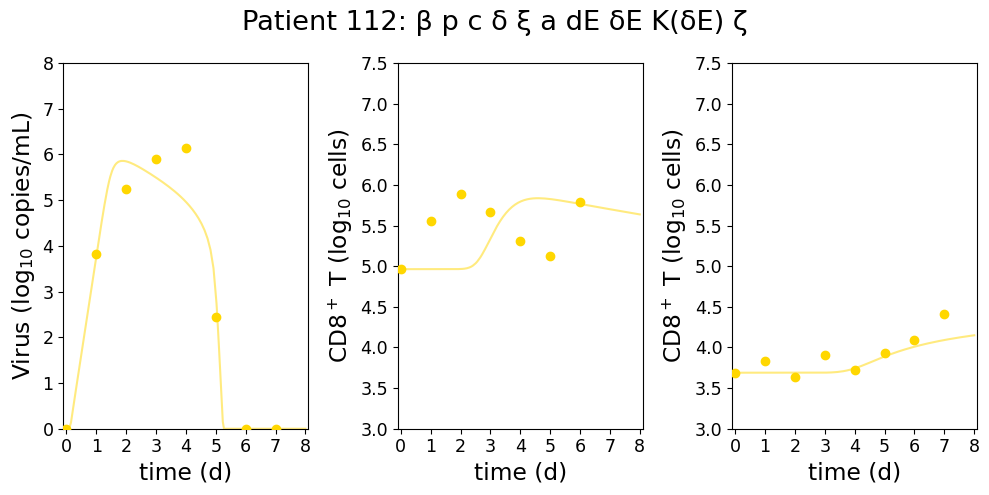 Patient 112: β p c δ ξ a dE δE K(δE) ζ
Virus (log₁₀ copies/mL)
8
7
6
5
4
3
2
1
0
0 1 2 3 4 5 6 7 8
time (d)
CD8⁺ T (log₁₀ cells)
7.5
7.0
6.5
6.0
5.5
5.0
4.5
4.0
3.5
3.0
0 1 2 3 4 5 6 7 8
time (d)
CD8⁺ T (log₁₀ cells)
7.5
7.0
6.5
6.0
5.5
5.0
4.5
4.0
3.5
3.0
0 1 2 3 4 5 6 7 8
time (d)